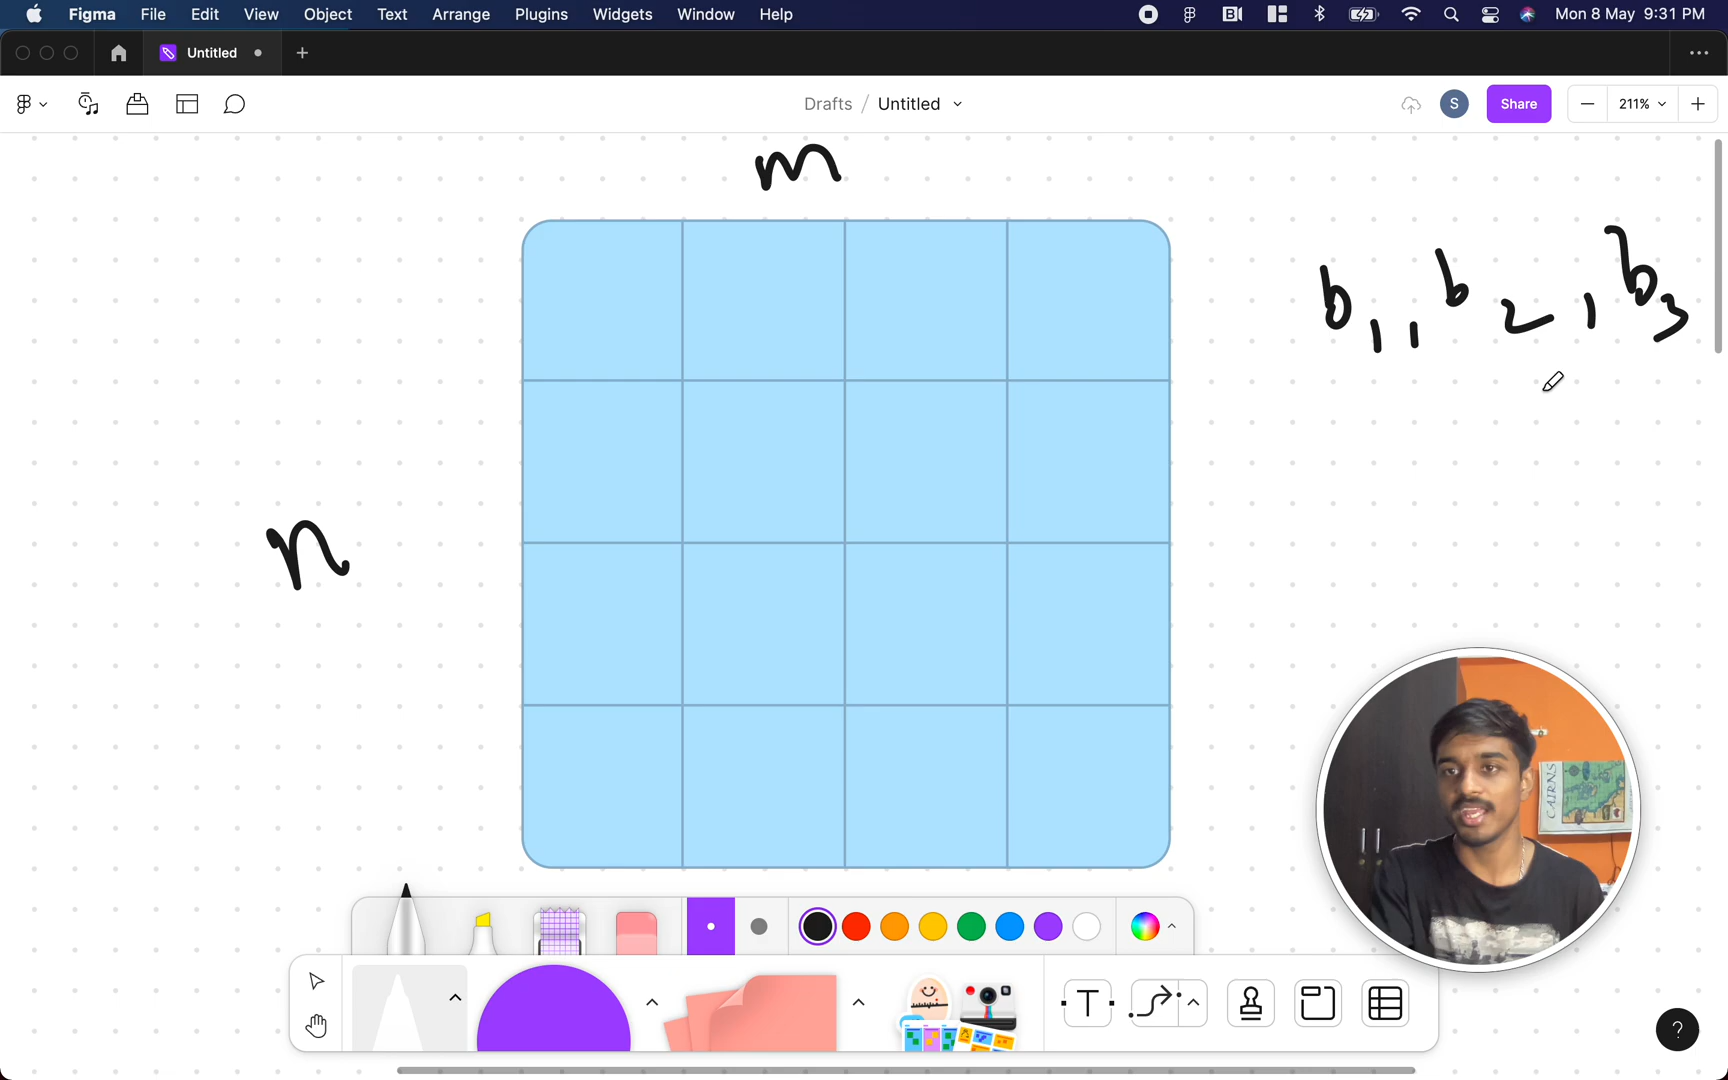 Figma File Edit View Object Text Arrange Plugins Widgets Window Help Mon 8 May 9:31 PM
Untitled
Drafts / Untitled S Share 211%
m
b1, b2, b3
n
CAIRNS
T
?